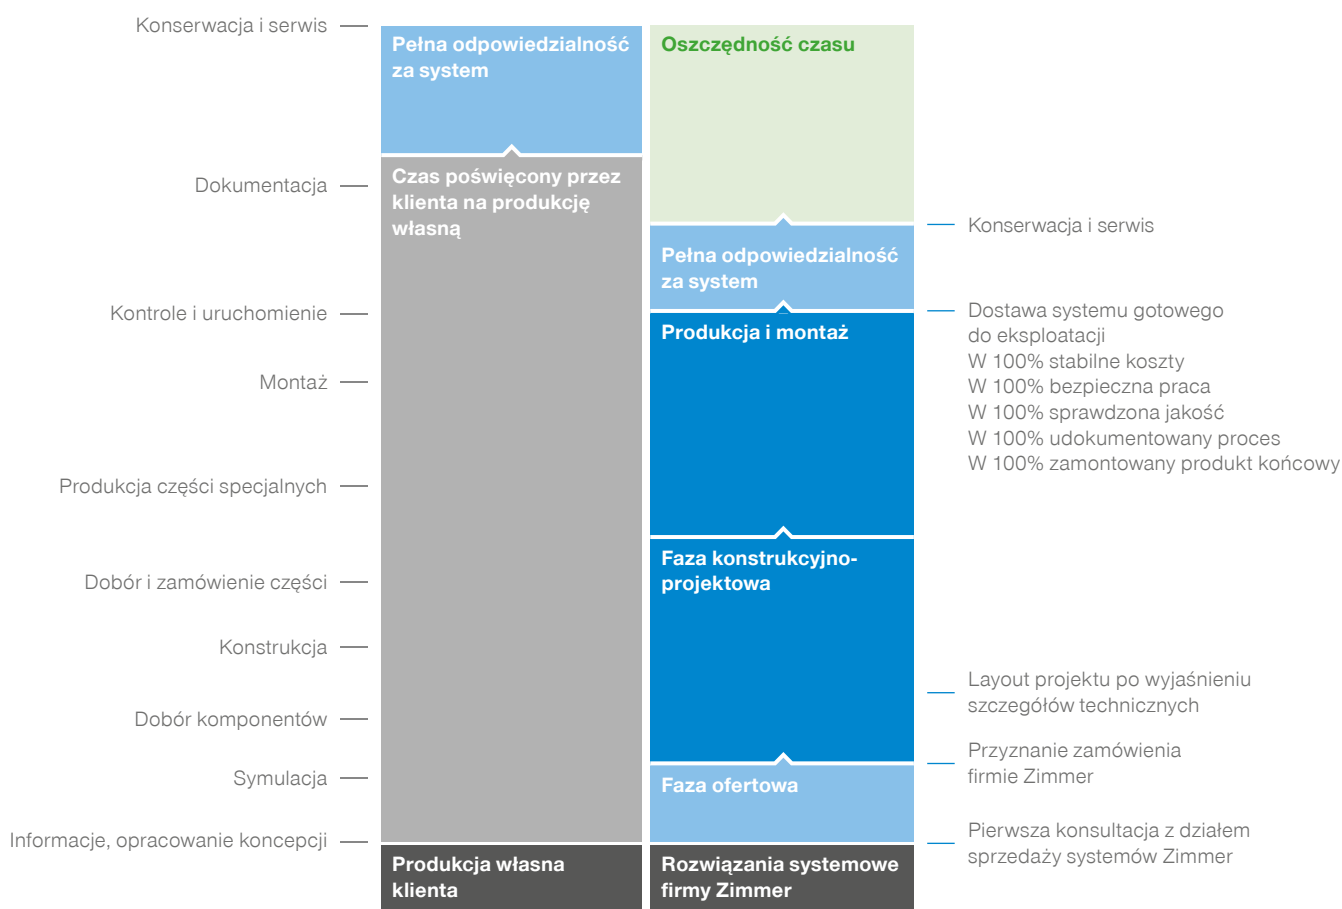 Konserwacja i serwis
Dokumentacja
Kontrole i uruchomienie
Montaż
Produkcja części specjalnych
Dobór i zamówienie części
Konstrukcja
Dobór komponentów
Symulacja
Informacje, opracowanie koncepcji
Pełna odpowiedzialność
za system
Czas poświęcony przez
klienta na produkcję
własną
Produkcja własna
klienta
Oszczędność czasu
Pełna odpowiedzialność
za system
Produkcja i montaż
Faza konstrukcyjno-
projektowa
Faza ofertowa
Rozwiązania systemowe
firmy Zimmer
Konserwacja i serwis
Dostawa systemu gotowego
do eksploatacji
W 100% stabilne koszty
W 100% bezpieczna praca
W 100% sprawdzona jakość
W 100% udokumentowany proces
W 100% zamontowany produkt końcowy
Layout projektu po wyjaśnieniu
szczegółów technicznych
Przyznanie zamówienia
firmie Zimmer
Pierwsza konsultacja z działem
sprzedaży systemów Zimmer